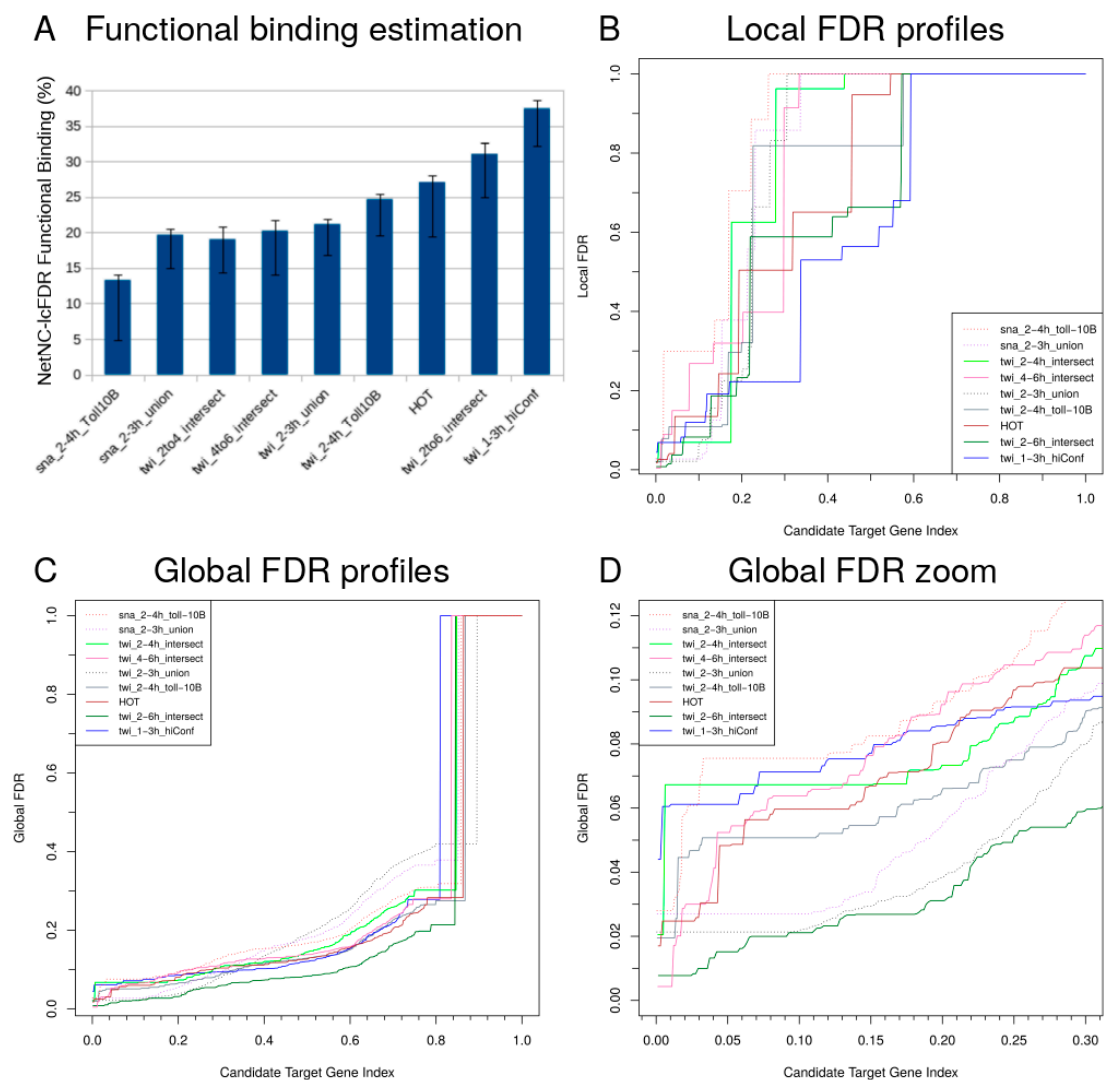 A Functional binding estimation
NetNC-lcFDR Functional Binding (%)
40
35
30
25
20
15
10
5
0
sna_2-4h_Toll10B
sna_2-3h_union
twi_2to4_intersect
twi_4to6_intersect
twi_2-3h_union
twi_2-4h_Toll10B
HOT
twi_2to6_intersect
twi_1-3h_hiConf
B Local FDR profiles
Local FDR
1.0
0.8
0.6
0.4
0.2
0.0
sna_2-4h_toll-10B
sna_2-3h_union
twi_2-4h_intersect
twi_4-6h_intersect
twi_2-3h_union
twi_2-4h_toll-10B
HOT
twi_2-6h_intersect
twi_1-3h_hiConf
0.0 0.2 0.4 0.6 0.8 1.0
Candidate Target Gene Index
C Global FDR profiles
Global FDR
1.0
0.8
0.6
0.4
0.2
0.0
sna_2-4h_toll-10B
sna_2-3h_union
twi_2-4h_intersect
twi_4-6h_intersect
twi_2-3h_union
twi_2-4h_toll-10B
HOT
twi_2-6h_intersect
twi_1-3h_hiConf
0.0 0.2 0.4 0.6 0.8 1.0
Candidate Target Gene Index
D Global FDR zoom
Global FDR
0.12
0.10
0.08
0.06
0.04
0.02
0.00
sna_2-4h_toll-10B
sna_2-3h_union
twi_2-4h_intersect
twi_4-6h_intersect
twi_2-3h_union
twi_2-4h_toll-10B
HOT
twi_2-6h_intersect
twi_1-3h_hiConf
0.00 0.05 0.10 0.15 0.20 0.25 0.30
Candidate Target Gene Index